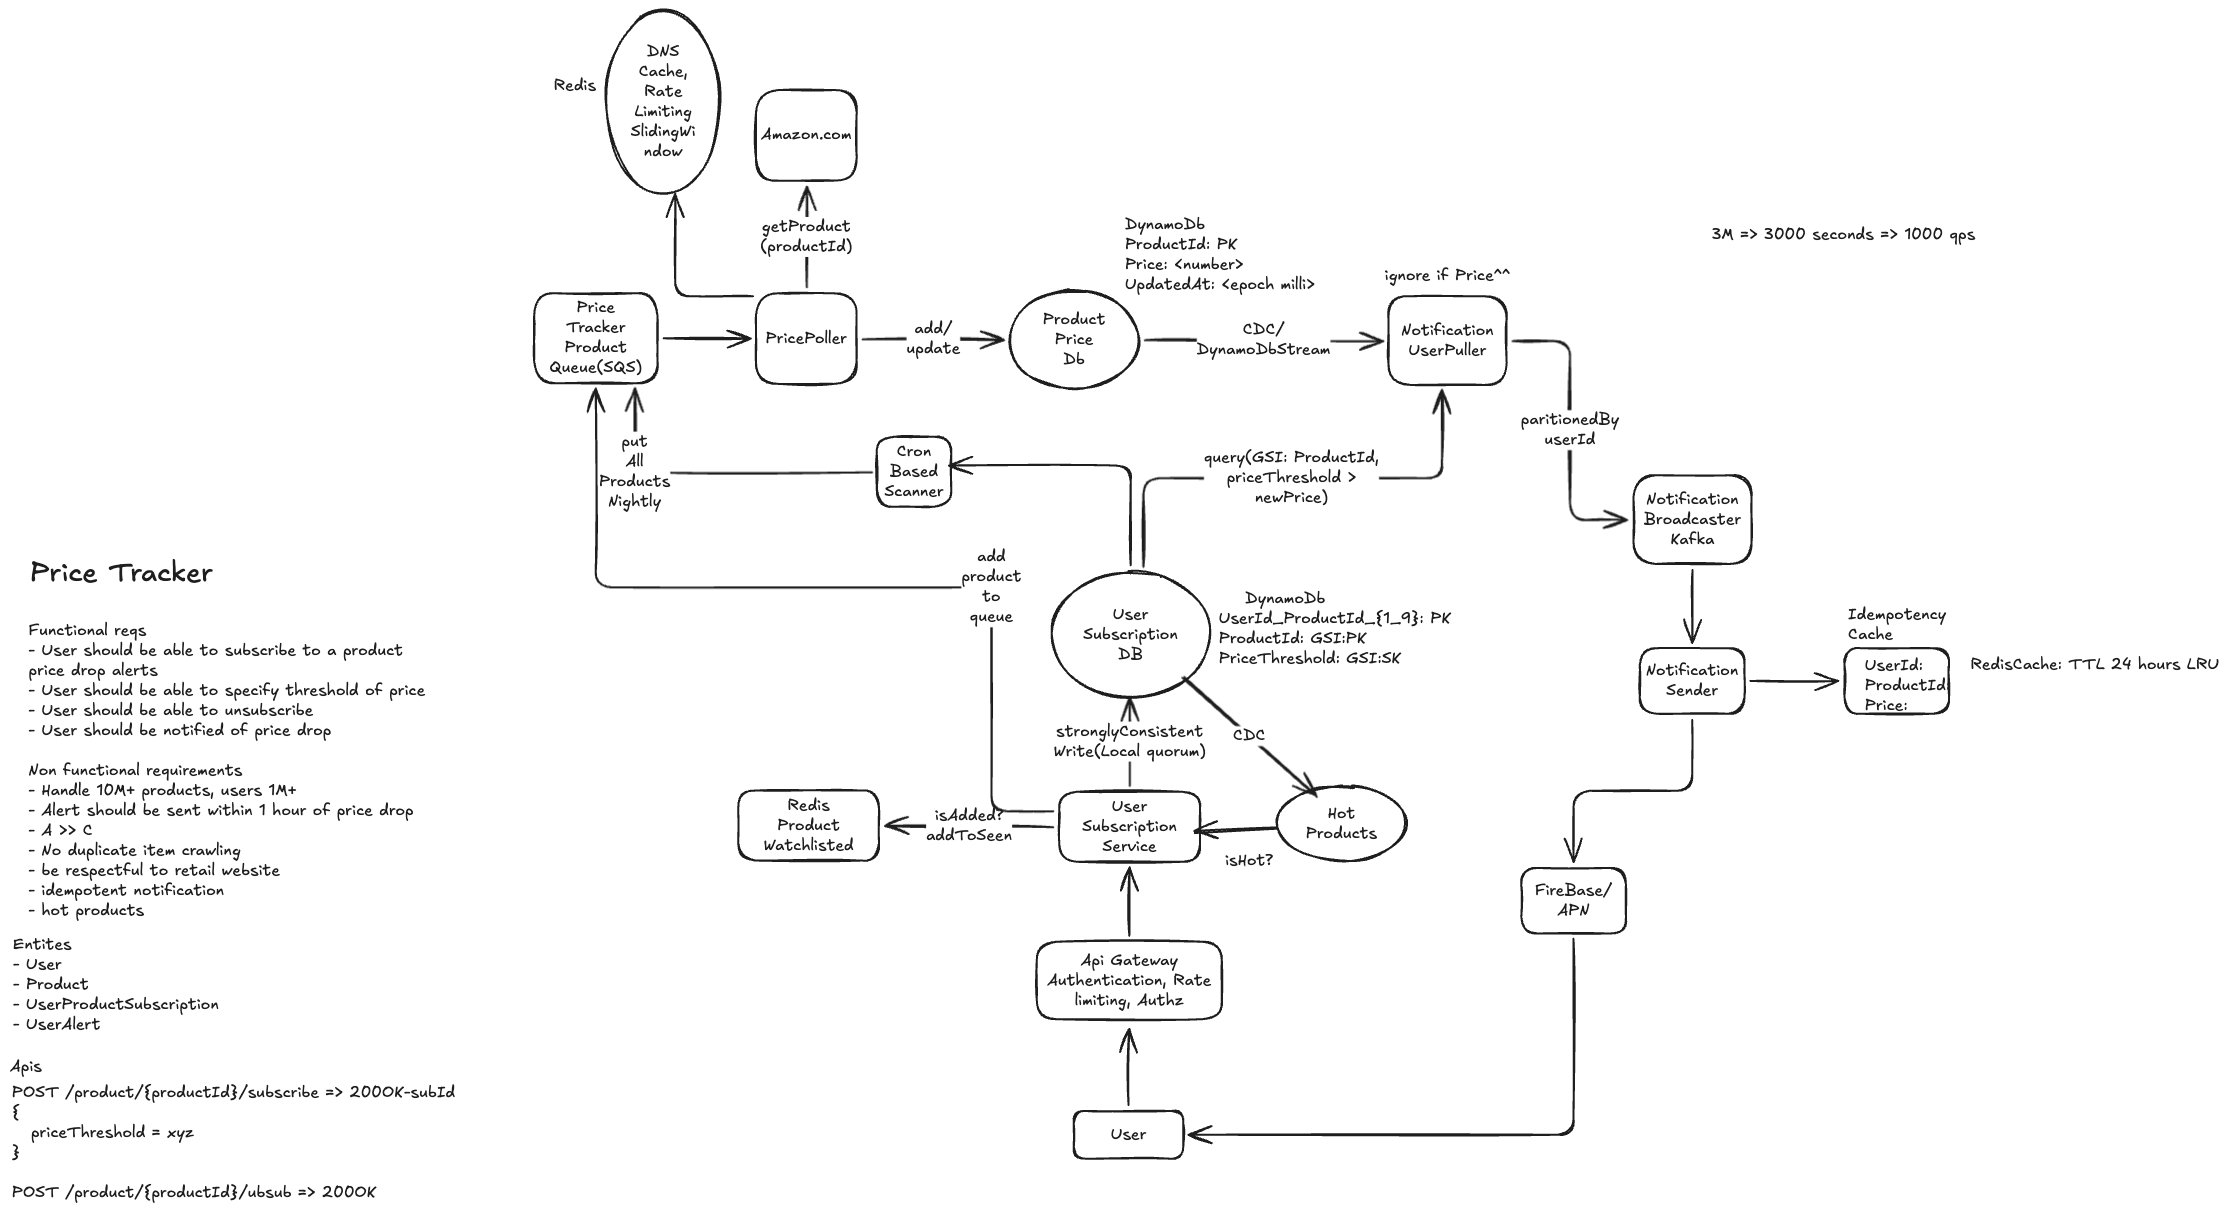 DNS
Cache,
Rate
Limiting
SlidingWi
ndow
Redis
Amazon.com
getProduct
(productId)
DynamoDb
ProductId: PK
Price: <number>
UpdatedAt: <epoch milli>
3M => 3000 seconds => 1000 qps
ignore if Price^^
Price
Tracker
Product
Queue(SQS)
PricePoller
add/
update
Product
Price
Db
CDC/
DynamoDbStream
Notification
UserPuller
paritionedBy
userId
put
All
Products
Nightly
Cron
Based
Scanner
query(GSI: ProductId,
priceThreshold >
newPrice)
Notification
Broadcaster
Kafka
add
product
to
queue
User
Subscription
DB
DynamoDb
UserId_ProductId_{1_9}: PK
ProductId: GSI:PK
PriceThreshold: GSI:SK
Idempotency
Cache
Notification
Sender
UserId:
ProductId
Price:
RedisCache: TTL 24 hours LRU
stronglyConsistent
Write(Local quorum)
CDC
Redis
Product
Watchlisted
isAdded?
addToSeen
User
Subscription
Service
Hot
Products
isHot?
FireBase/
APN
Api Gateway
Authentication, Rate
limiting, Authz
User
Price Tracker
Functional reqs
- User should be able to subscribe to a product
price drop alerts
- User should be able to specify threshold of price
- User should be able to unsubscribe
- User should be notified of price drop
Non functional requirements
- Handle 10M+ products, users 1M+
- Alert should be sent within 1 hour of price drop
- A >> C
- No duplicate item crawling
- be respectful to retail website
- idempotent notification
- hot products
Entites
- User
- Product
- UserProductSubscription
- UserAlert
Apis
POST /product/{productId}/subscribe => 200OK-subId
{
priceThreshold = xyz
}
POST /product/{productId}/ubsub => 200OK